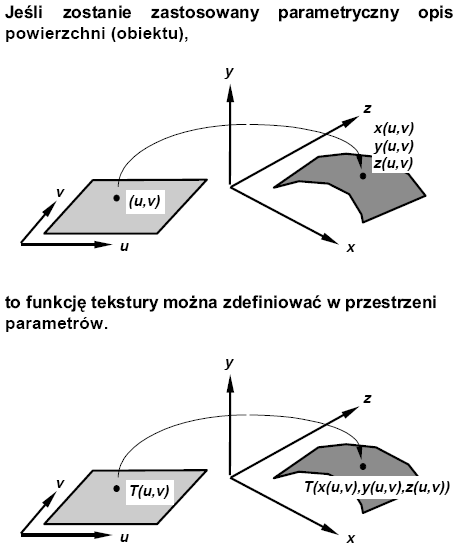 Jeśli zostanie zastosowany parametryczny opis
powierzchni (obiektu),
y
z
x(u,v)
y(u,v)
z(u,v)
v
(u,v)
u
x
to funkcję tekstury można zdefiniować w przestrzeni
parametrów.
y
z
v
T(u,v)
T(x(u,v),y(u,v),z(u,v))
u
x